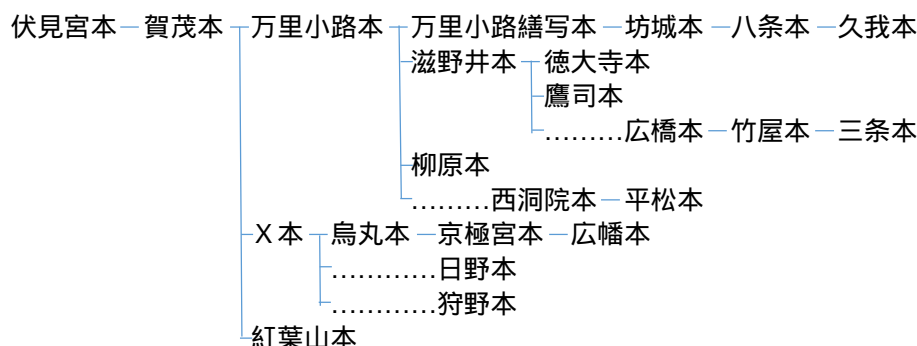 伏見宮本 賀茂本 万里小路本 万里小路繕写本 坊城本 八条本 久我本
滋野井本 徳大寺本
鷹司本
………広橋本 竹屋本 三条本
柳原本
………西洞院本 平松本
X本 烏丸本 京極宮本 広幡本
…………日野本
…………狩野本
紅葉山本